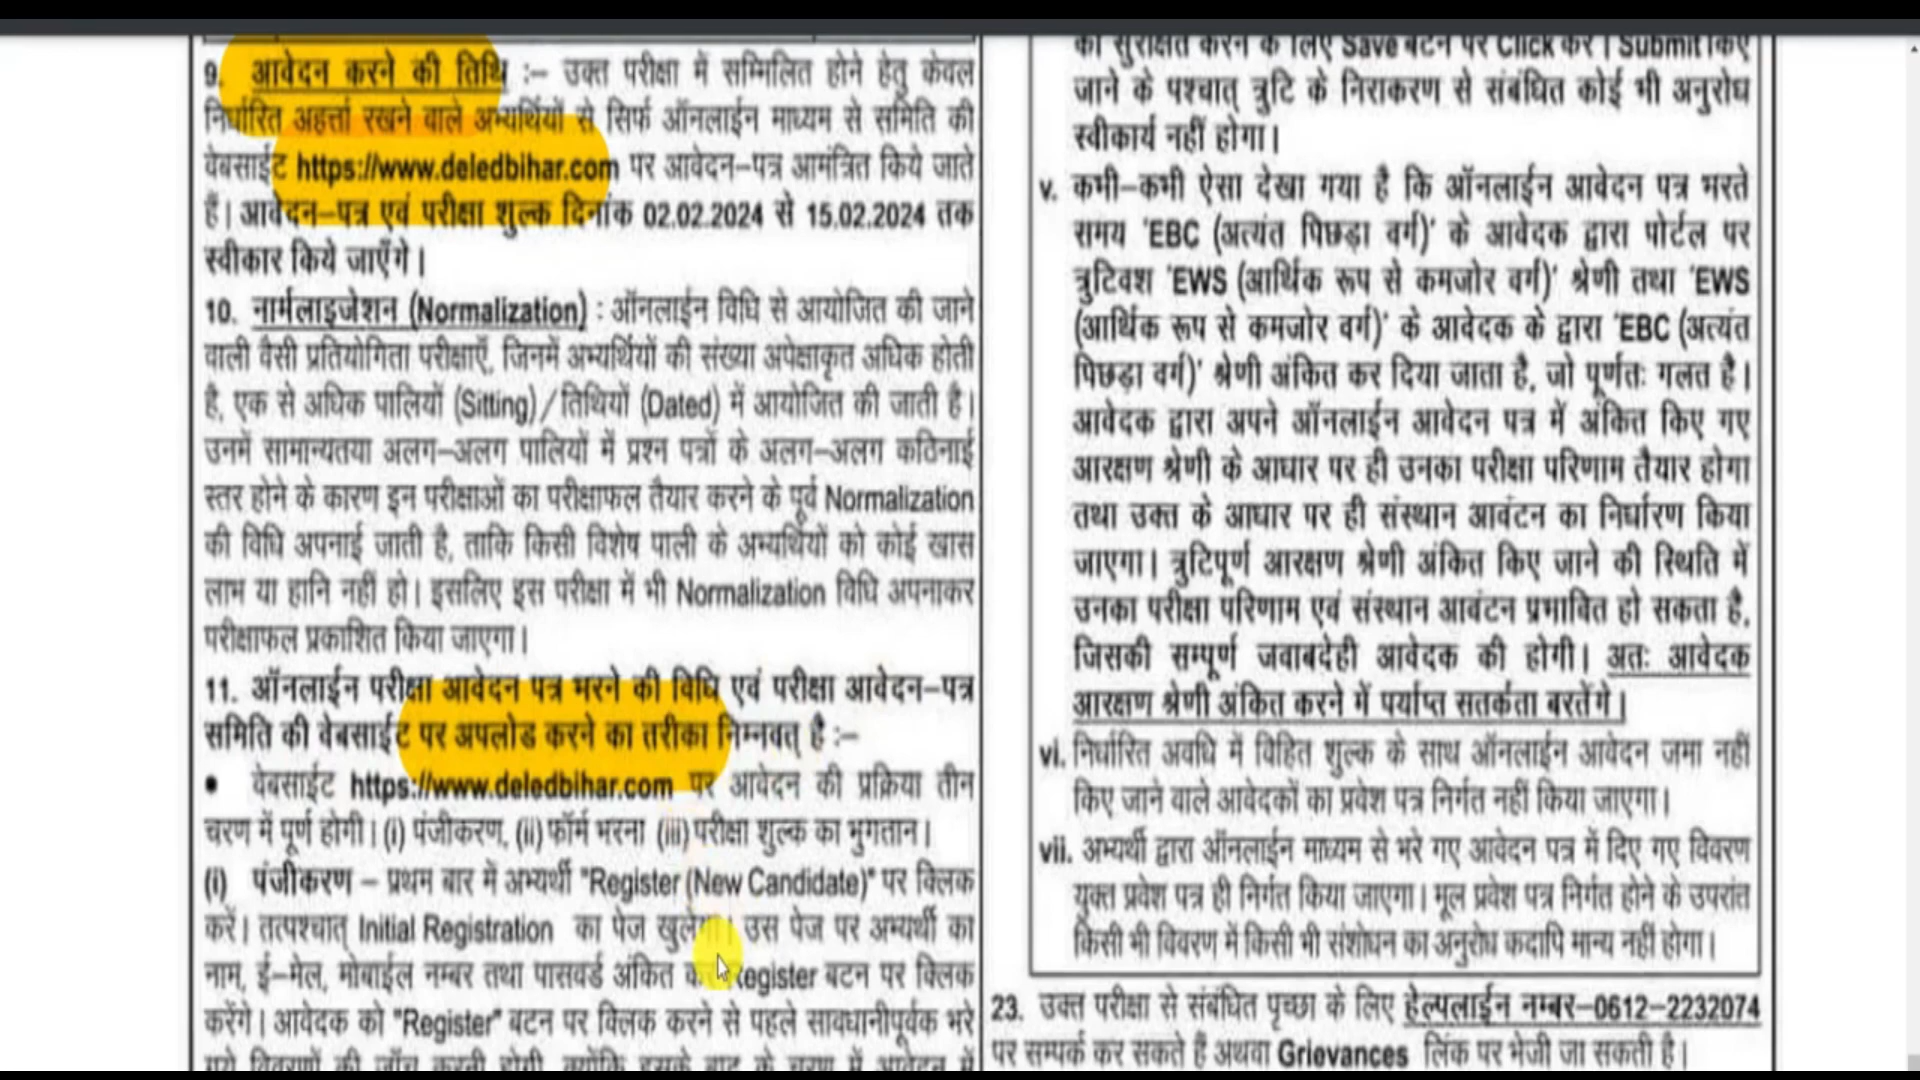 9. आवेदन करने की तिथि :– उक्त परीक्षा में सम्मिलित होने हेतु केवल
निर्धारित अहर्त्ता रखने वाले अभ्यर्थियों से सिर्फ ऑनलाईन माध्यम से समिति की
वेबसाईट https://www.deledbihar.com पर आवेदन–पत्र आमंत्रित किये जाते
हैं। आवेदन–पत्र एवं परीक्षा शुल्क दिनांक 02.02.2024 से 15.02.2024 तक
स्वीकार किये जाएँगे।
10. नार्मलाइजेशन (Normalization) : ऑनलाईन विधि से आयोजित की जाने
वाली वैसी प्रतियोगिता परीक्षाएँ, जिनमें अभ्यर्थियों की संख्या अपेक्षाकृत अधिक होती
है, एक से अधिक पालियों (Sitting)/तिथियों (Dated) में आयोजित की जाती है।
उनमें सामान्यतया अलग–अलग पालियों में प्रश्न पत्रों के अलग–अलग कठिनाई
स्तर होने के कारण इन परीक्षाओं का परीक्षाफल तैयार करने के पूर्व Normalization
की विधि अपनाई जाती है, ताकि किसी विशेष पाली के अभ्यर्थियों को कोई खास
लाभ या हानि नहीं हो। इसलिए इस परीक्षा में भी Normalization विधि अपनाकर
परीक्षाफल प्रकाशित किया जाएगा।
11. ऑनलाईन परीक्षा आवेदन पत्र भरने की विधि एवं परीक्षा आवेदन–पत्र
समिति की वेबसाईट पर अपलोड करने का तरीका निम्नवत् है :–
• वेबसाईट https://www.deledbihar.com पर आवेदन की प्रक्रिया तीन
चरण में पूर्ण होगी। (i) पंजीकरण, (ii) फॉर्म भरना (iii) परीक्षा शुल्क का भुगतान।
(i) पंजीकरण – प्रथम बार में अभ्यर्थी "Register (New Candidate)" पर क्लिक
करें। तत्पश्चात् Initial Registration का पेज खुलेगा। उस पेज पर अभ्यर्थी का
नाम, ई–मेल, मोबाईल नम्बर तथा पासवर्ड अंकित कर Register बटन पर क्लिक
करेंगे। आवेदक को "Register" बटन पर क्लिक करने से पहले सावधानीपूर्वक भरे
गये विवरणों की जाँच करनी होगी, क्योंकि इसके बाद के चरण में आवेदन में
को सुरक्षित करने के लिए Save बटन पर Click करें। Submit किए
जाने के पश्चात् त्रुटि के निराकरण से संबंधित कोई भी अनुरोध
स्वीकार्य नहीं होगा।
v. कभी–कभी ऐसा देखा गया है कि ऑनलाईन आवेदन पत्र भरते
समय 'EBC (अत्यंत पिछड़ा वर्ग)' के आवेदक द्वारा पोर्टल पर
त्रुटिवश 'EWS (आर्थिक रूप से कमजोर वर्ग)' श्रेणी तथा 'EWS
(आर्थिक रूप से कमजोर वर्ग)' के आवेदक के द्वारा 'EBC (अत्यंत
पिछड़ा वर्ग)' श्रेणी अंकित कर दिया जाता है, जो पूर्णतः गलत है।
आवेदक द्वारा अपने ऑनलाईन आवेदन पत्र में अंकित किए गए
आरक्षण श्रेणी के आधार पर ही उनका परीक्षा परिणाम तैयार होगा
तथा उक्त के आधार पर ही संस्थान आवंटन का निर्धारण किया
जाएगा। त्रुटिपूर्ण आरक्षण श्रेणी अंकित किए जाने की स्थिति में
उनका परीक्षा परिणाम एवं संस्थान आवंटन प्रभावित हो सकता है,
जिसकी सम्पूर्ण जवाबदेही आवेदक की होगी। अतः आवेदक
आरक्षण श्रेणी अंकित करने में पर्याप्त सतर्कता बरतेंगे।
vi. निर्धारित अवधि में विहित शुल्क के साथ ऑनलाईन आवेदन जमा नहीं
किए जाने वाले आवेदकों का प्रवेश पत्र निर्गत नहीं किया जाएगा।
vii. अभ्यर्थी द्वारा ऑनलाईन माध्यम से भरे गए आवेदन पत्र में दिए गए विवरण
युक्त प्रवेश पत्र ही निर्गत किया जाएगा। मूल प्रवेश पत्र निर्गत होने के उपरांत
किसी भी विवरण में किसी भी संशोधन का अनुरोध कदापि मान्य नहीं होगा।
23. उक्त परीक्षा से संबंधित पृच्छा के लिए हेल्पलाईन नम्बर–0612–2232074
पर सम्पर्क कर सकते हैं अथवा Grievances लिंक पर भेजी जा सकती है।